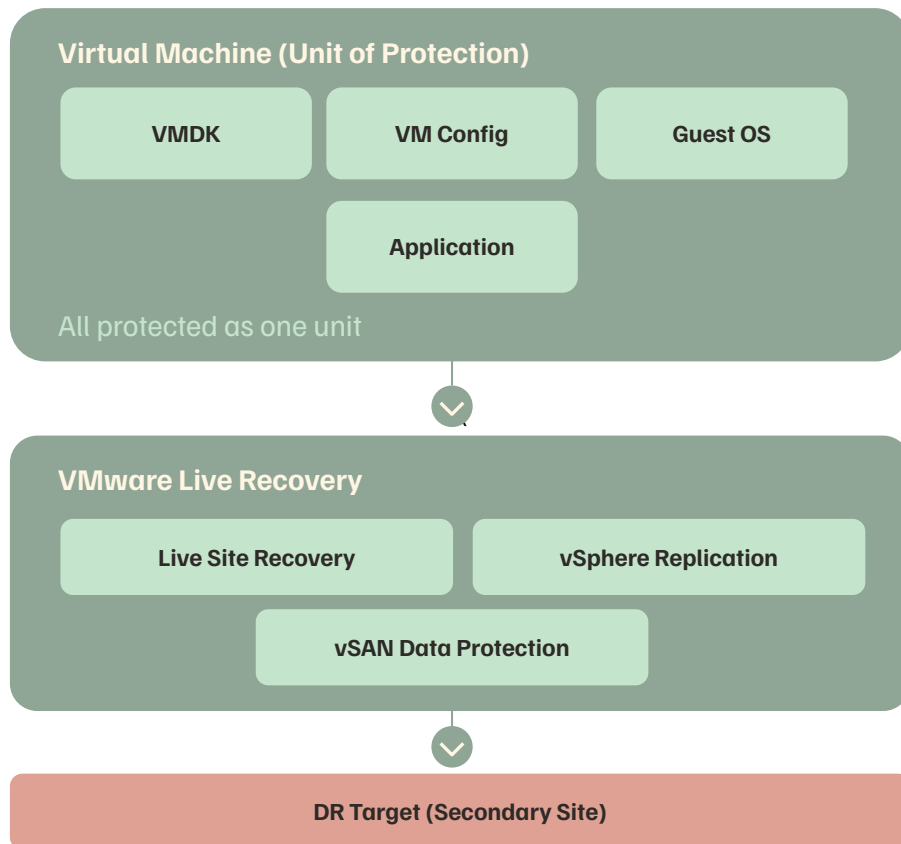 Virtual Machine (Unit of Protection)
VMDK
VM Config
Guest OS
Application
All protected as one unit
VMware Live Recovery
Live Site Recovery
vSphere Replication
vSAN Data Protection
DR Target (Secondary Site)